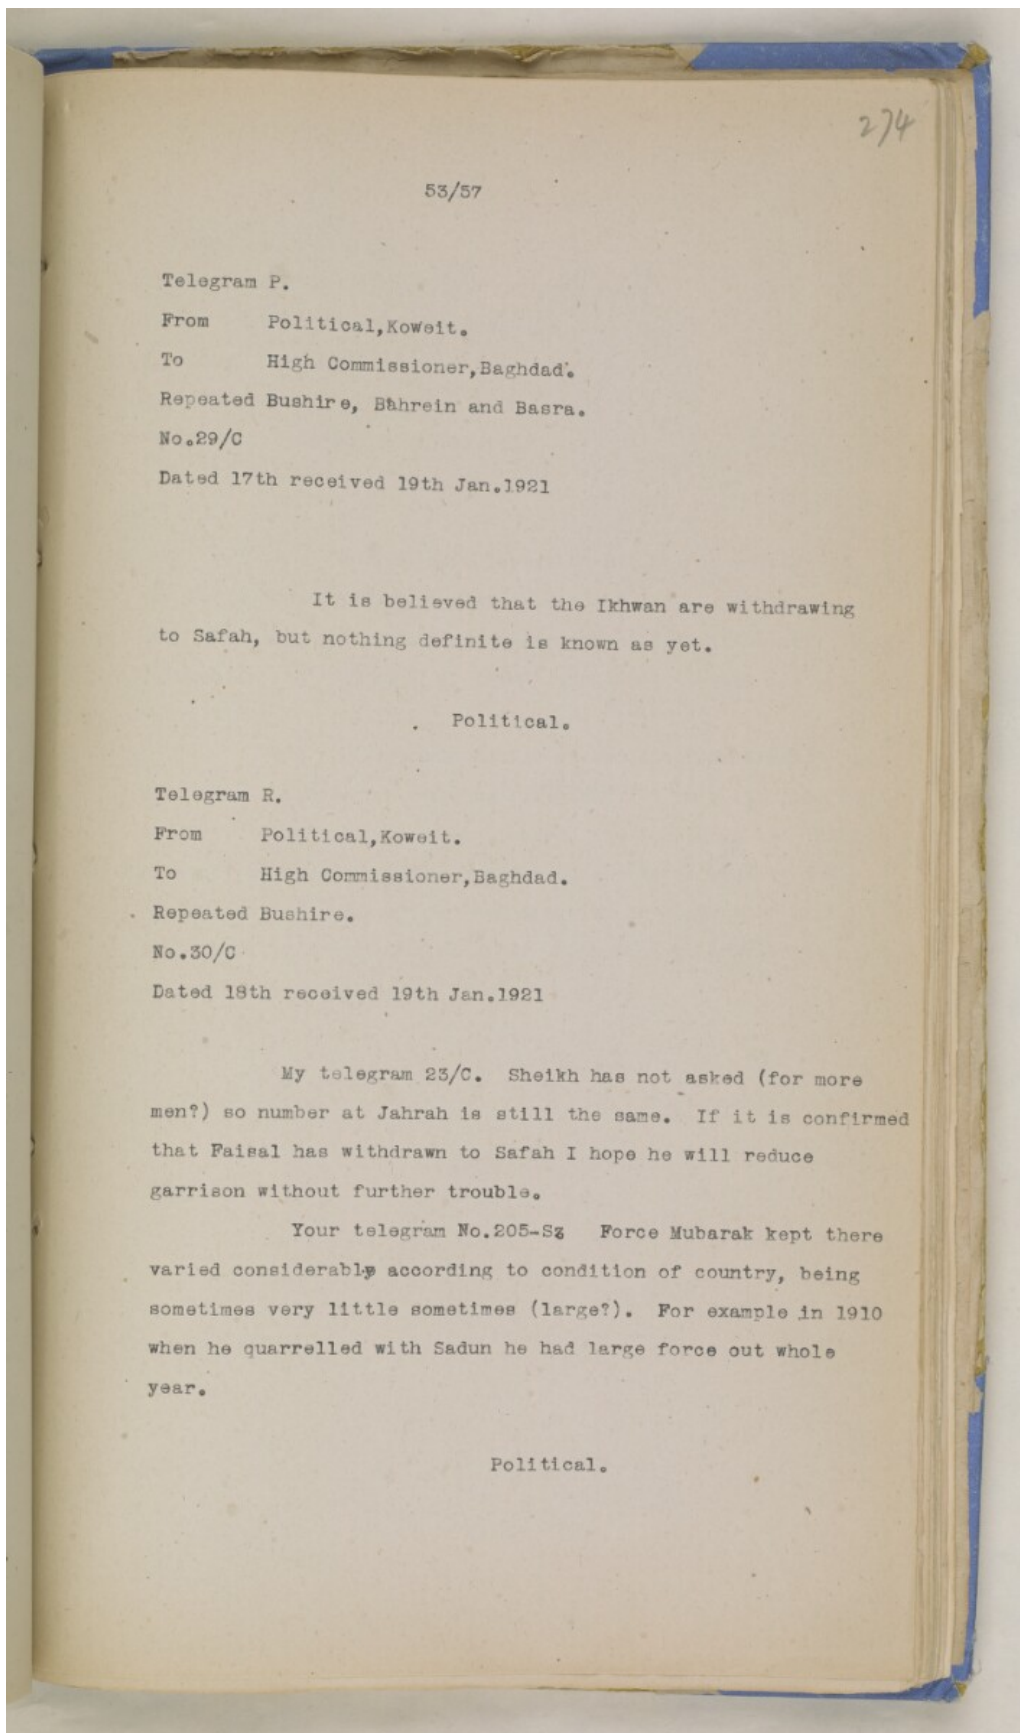 274
53/57
Telegram P.
From Political,Koweit.
To High Commissioner,Baghdad.
Repeated Bushire, Bahrein and Basra.
No.29/C
Dated 17th received 19th Jan.1921
It is believed that the Ikhwan are withdrawing
to Safah, but nothing definite is known as yet.
Political.
Telegram R.
From Political,Koweit.
To High Commissioner,Baghdad.
Repeated Bushire.
No.30/C
Dated 18th received 19th Jan.1921
My telegram 23/C. Sheikh has not asked (for more
men?) so number at Jahrah is still the same. If it is confirmed
that Faisal has withdrawn to Safah I hope he will reduce
garrison without further trouble.
Your telegram No.205-Sz Force Mubarak kept there
varied considerably according to condition of country, being
sometimes very little sometimes (large?). For example in 1910
when he quarrelled with Sadun he had large force out whole
year.
Political.